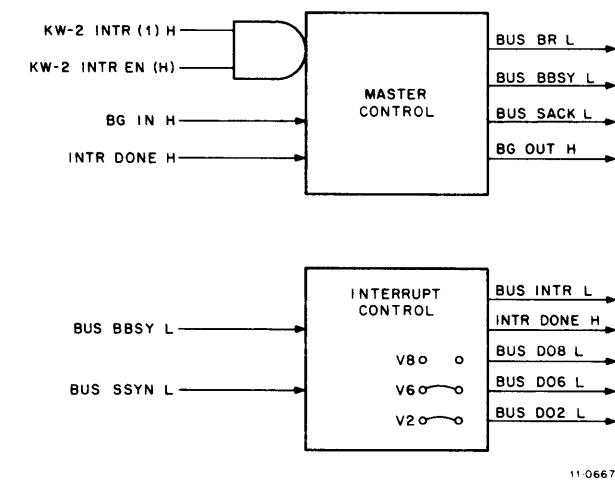 KW-2 INTR (1) H
KW-2 INTR EN (H)
BG IN H
INTR DONE H
MASTER
CONTROL
BUS BR L
BUS BBSY L
BUS SACK L
BG OUT H
BUS BBSY L
BUS SSYN L
INTERRUPT
CONTROL
V8
V6
V2
BUS INTR L
INTR DONE H
BUS D08 L
BUS D06 L
BUS D02 L
11-0667